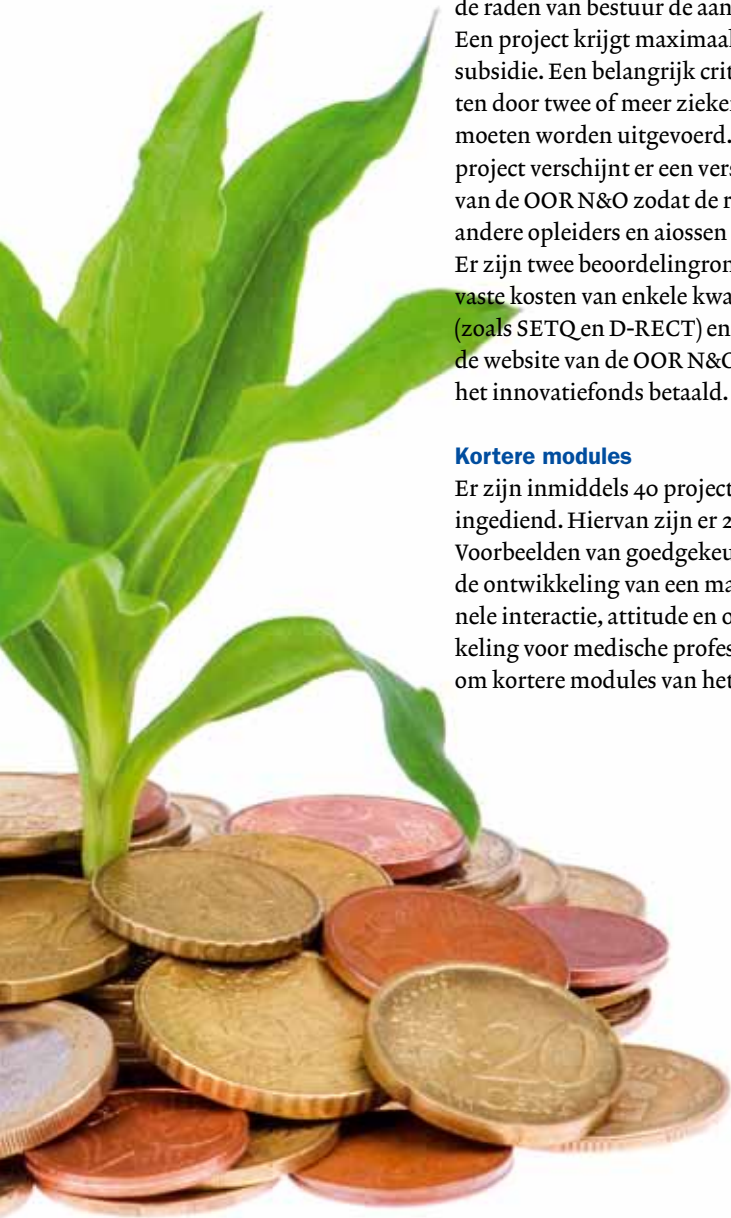 de raden van bestuur de aan
Een project krijgt maximaal
subsidie. Een belangrijk crit
ten door twee of meer zieke
moeten worden uitgevoerd.
project verschijnt er een vers
van de OOR N&O zodat de r
andere opleiders en aiossen
Er zijn twee beoordelingron
vaste kosten van enkele kwa
(zoals SETQ en D-RECT) en
de website van de OOR N&O
het innovatiefonds betaald.
Kortere modules
Er zijn inmiddels 40 project
ingediend. Hiervan zijn er 2
Voorbeelden van goedgekeu
de ontwikkeling van een ma
nele interactie, attitude en o
keling voor medische profes
om kortere modules van het
20
CENT